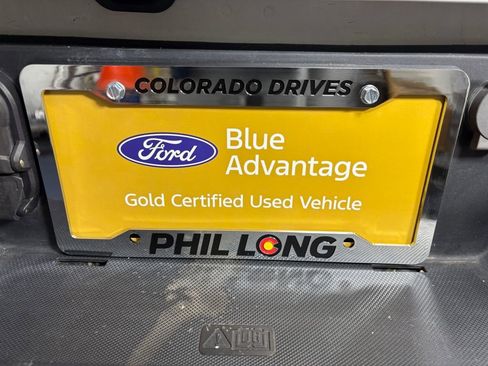 COLORADO DRIVES
Ford
Blue
Advantage
Gold Certified Used Vehicle
PHIL LONG